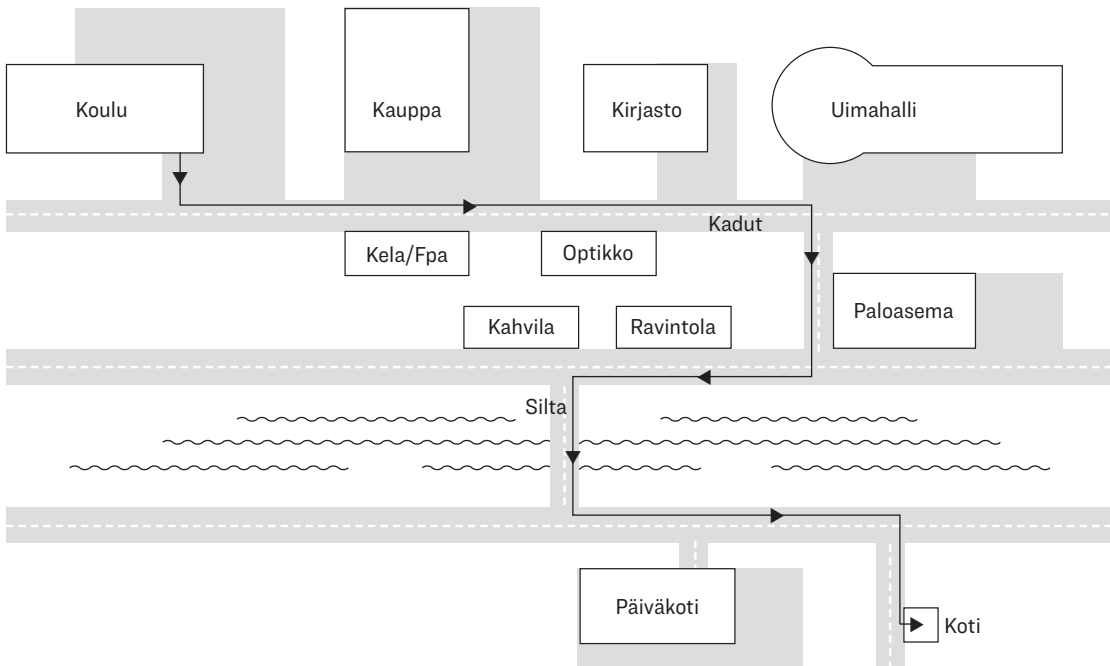 Koulu
Kauppa
Kirjasto
Uimahalli
Kadut
Kela/Fpa
Optikko
Paloasema
Kahvila
Ravintola
Silta
Päiväkoti
Koti